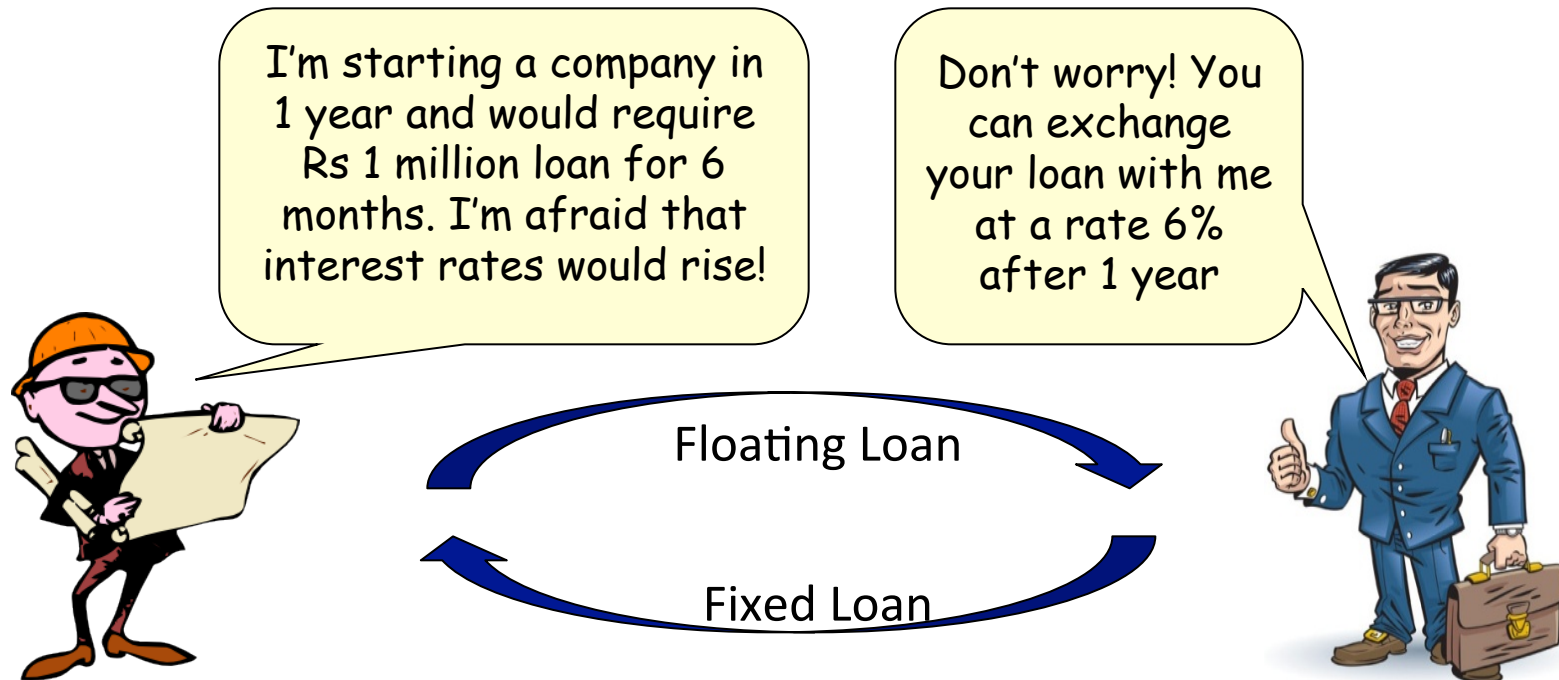 I'm starting a company in
1 year and would require
Rs 1 million loan for 6
months. I'm afraid that
interest rates would rise!
Don't worry! You
can exchange
your loan with me
at a rate 6%
after 1 year
Floating Loan
Fixed Loan